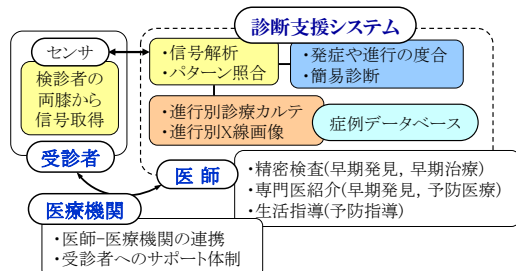 診断支援システム
センサ
検診者の
両膝から
信号取得
受診者
・信号解析
・パターン照合
・発症や進行の度合
・簡易診断
・進行別診療カルテ
・進行別X線画像
症例データベース
医 師
・精密検査(早期発見, 早期治療)
・専門医紹介(早期発見, 予防医療)
・生活指導(予防指導)
医療機関
・医師-医療機関の連携
・受診者へのサポート体制